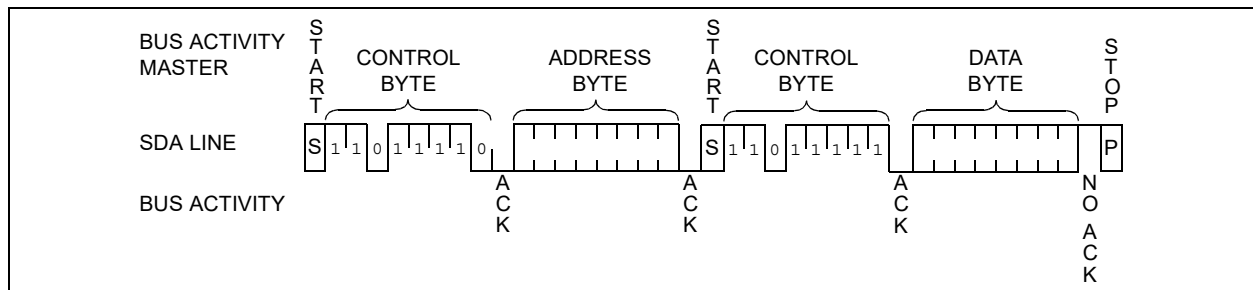 BUS ACTIVITY
MASTER
START
CONTROL
BYTE
ADDRESS
BYTE
START
CONTROL
BYTE
DATA
BYTE
STOP
SDA LINE
S
1 1 0 1 1 1 1 0
S
1 1 0 1 1 1 1 1
P
BUS ACTIVITY
ACK
ACK
ACK
NO ACK